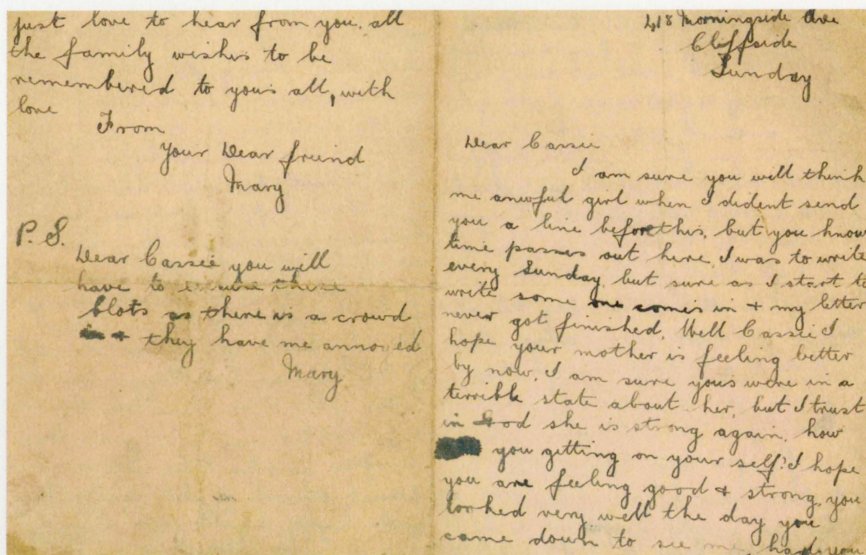 just love to hear from you, all
the family wishes to be
remembered to yous all, with
love
From
Your Dear friend
Mary
P. S.
Dear Cassie you will
have to excuse these
blots as there is a crowd
in + they have me annoyed
Mary
418 Morningside Ave
Cliffside
Sunday
Dear Cassie
I am sure you will think
me anwful girl when I dident send
you a line before this, but you know
time passes out here, I was to write
every Sunday, but sure as I start to
write some one comes in + my letter
never got finished, Well Cassie I
hope your mother is feeling better
by now, I am sure yous were in a
terrible state about her, but I trust
in God she is strong again, how
you getting on your self? I hope
you are feeling good + strong, you
looked very well the day you
came down to see me, had you